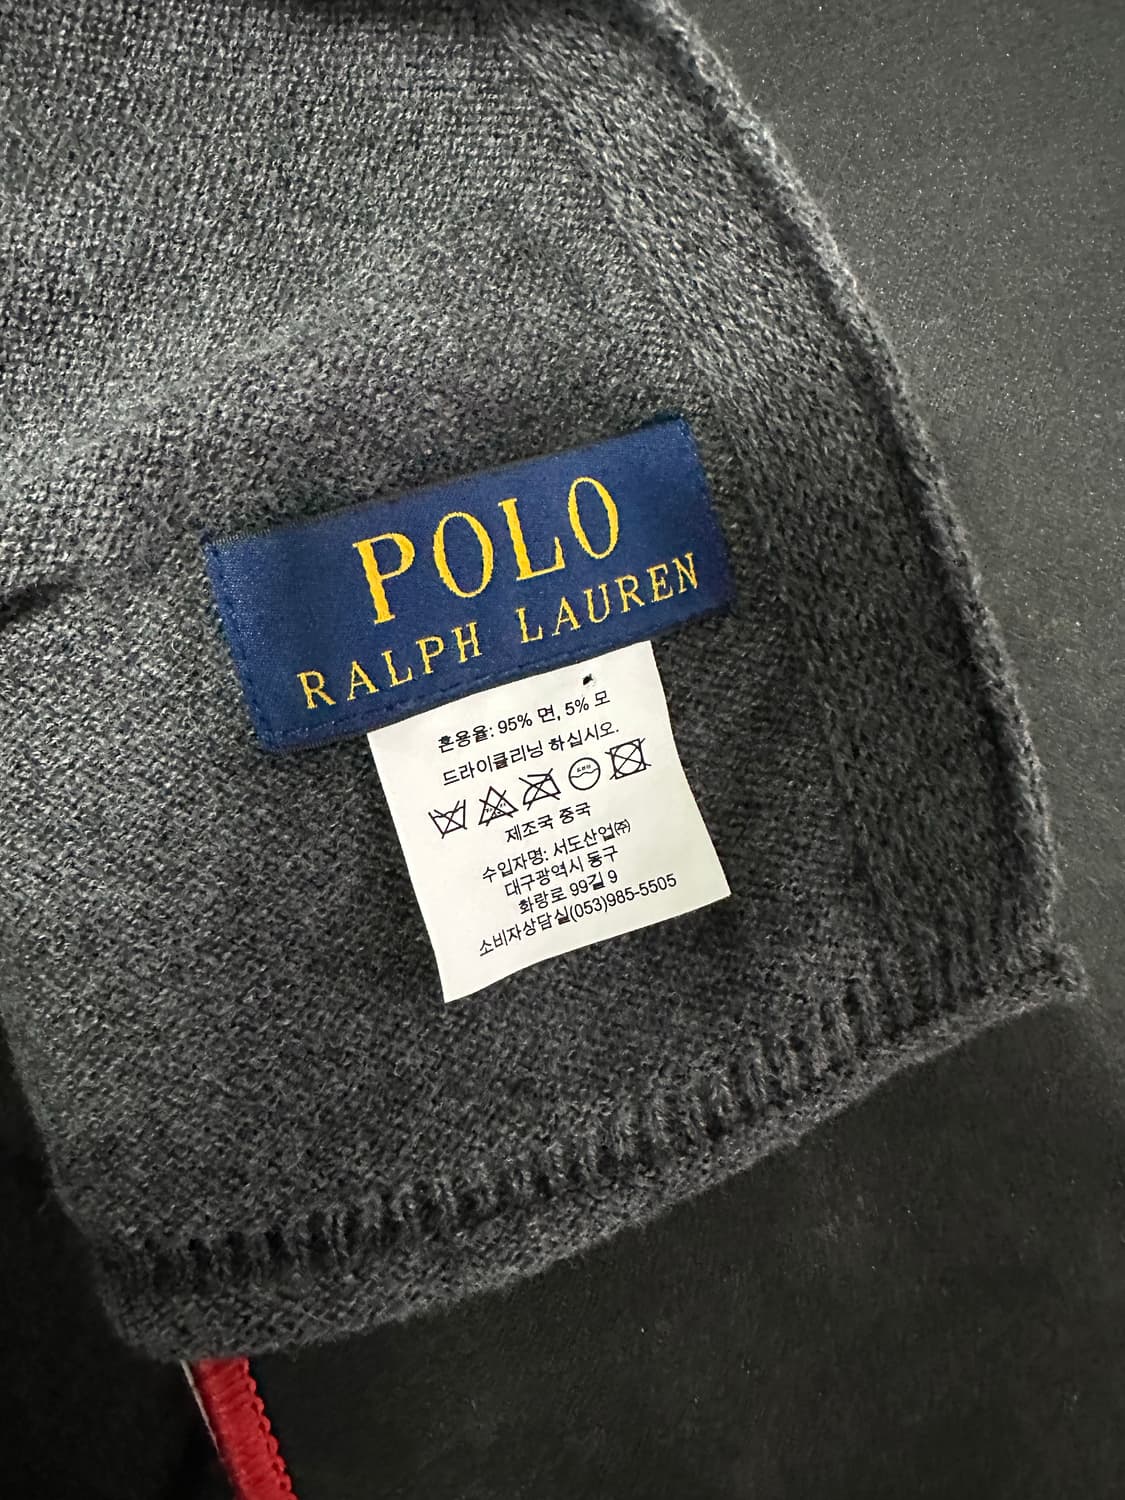 POLO
RALPH LAUREN
혼용율: 95% 면, 5% 모
드라이클리닝 하십시오.
제조국 중국
수입자명: 서도산업㈜
대구광역시 동구
화랑로 99길 9
소비자상담실(053)985-5505